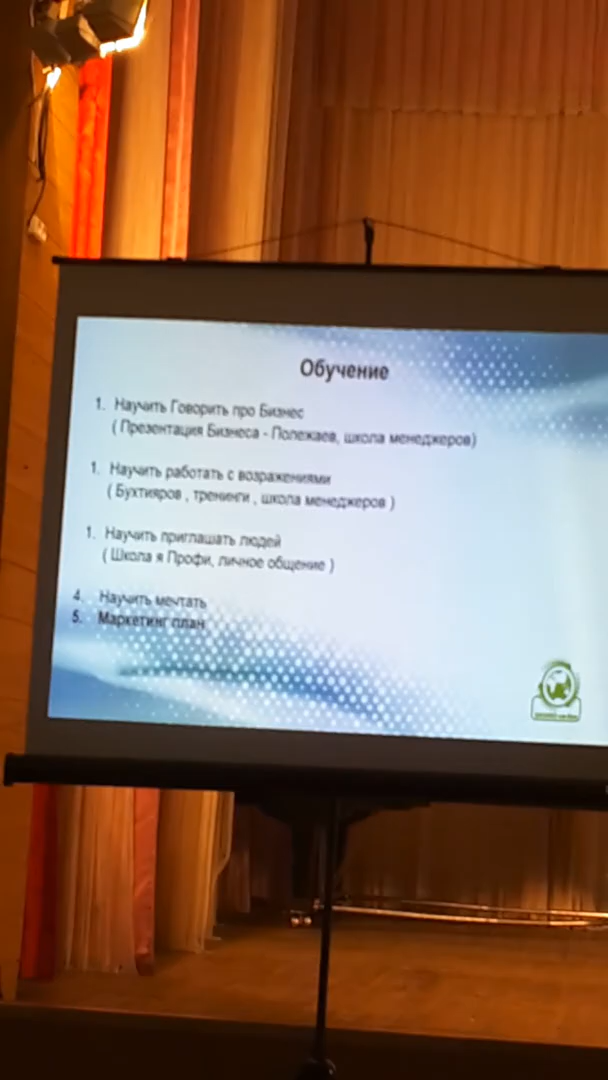 Обучение
1. Научить Говорить про Бизнес
( Презентация Бизнеса - Полежаев, школа менеджеров)
1. Научить работать с возражениями
( Бухтияров , тренинги , школа менеджеров )
1. Научить приглашать людей
( Школа я Профи, личное общение )
4. Научить мечтать
5. Маркетинг план